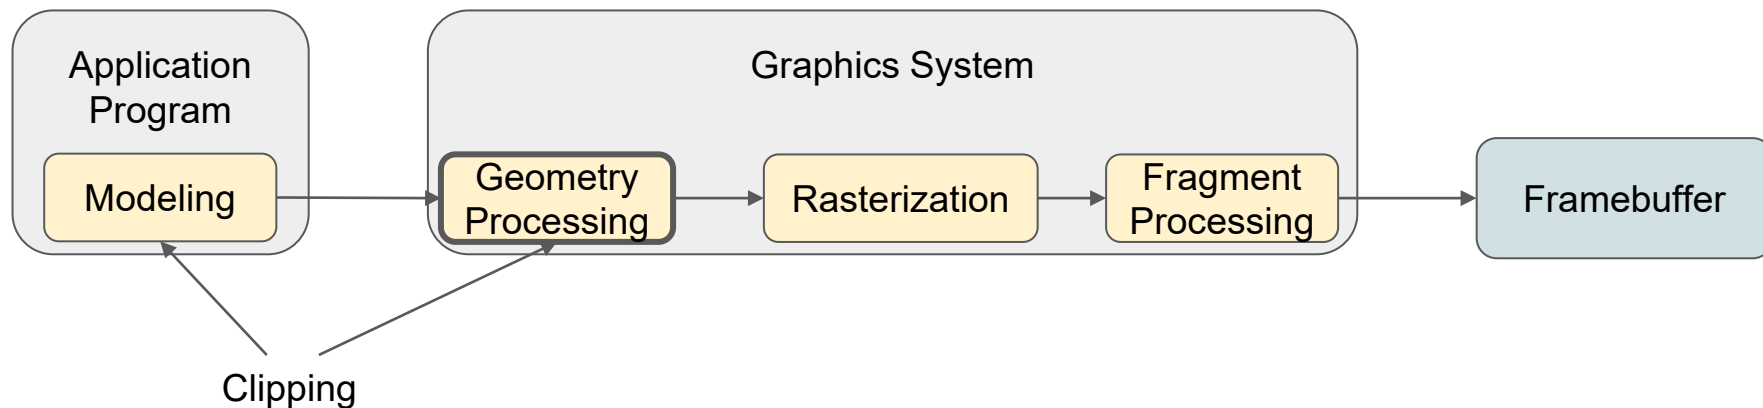 Application
Program
Modeling
Graphics System
Geometry
Processing
Rasterization
Fragment
Processing
Framebuffer
Clipping